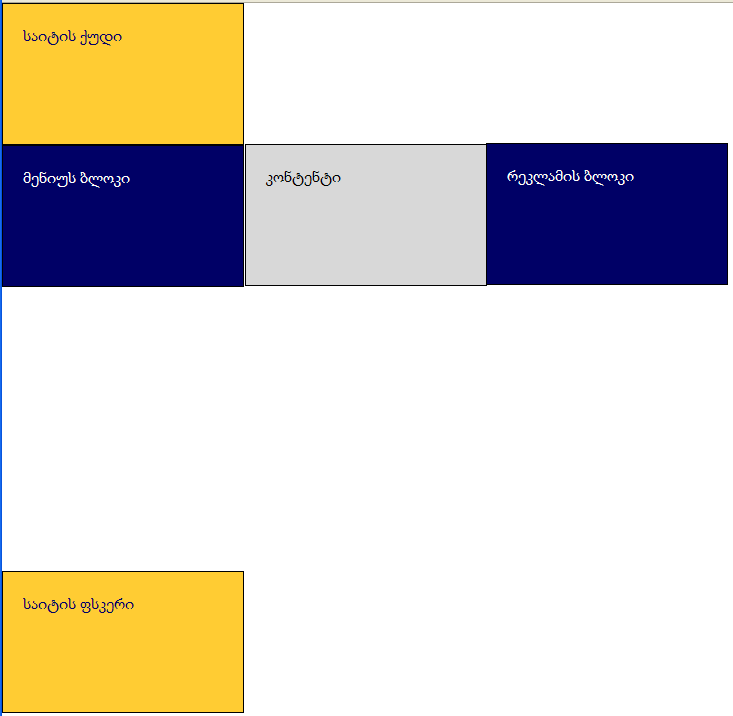 საიტის ქუდი
მენიუს ბლოკი
კონტენტი
რეკლამის ბლოკი
საიტის ფსკერი